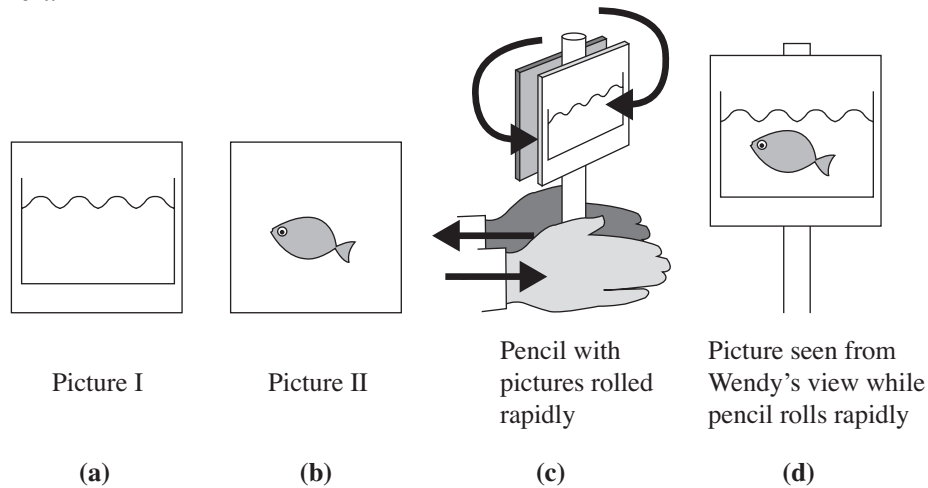 Picture I
Picture II
Pencil with
pictures rolled
rapidly
Picture seen from
Wendy's view while
pencil rolls rapidly
(a)
(b)
(c)
(d)